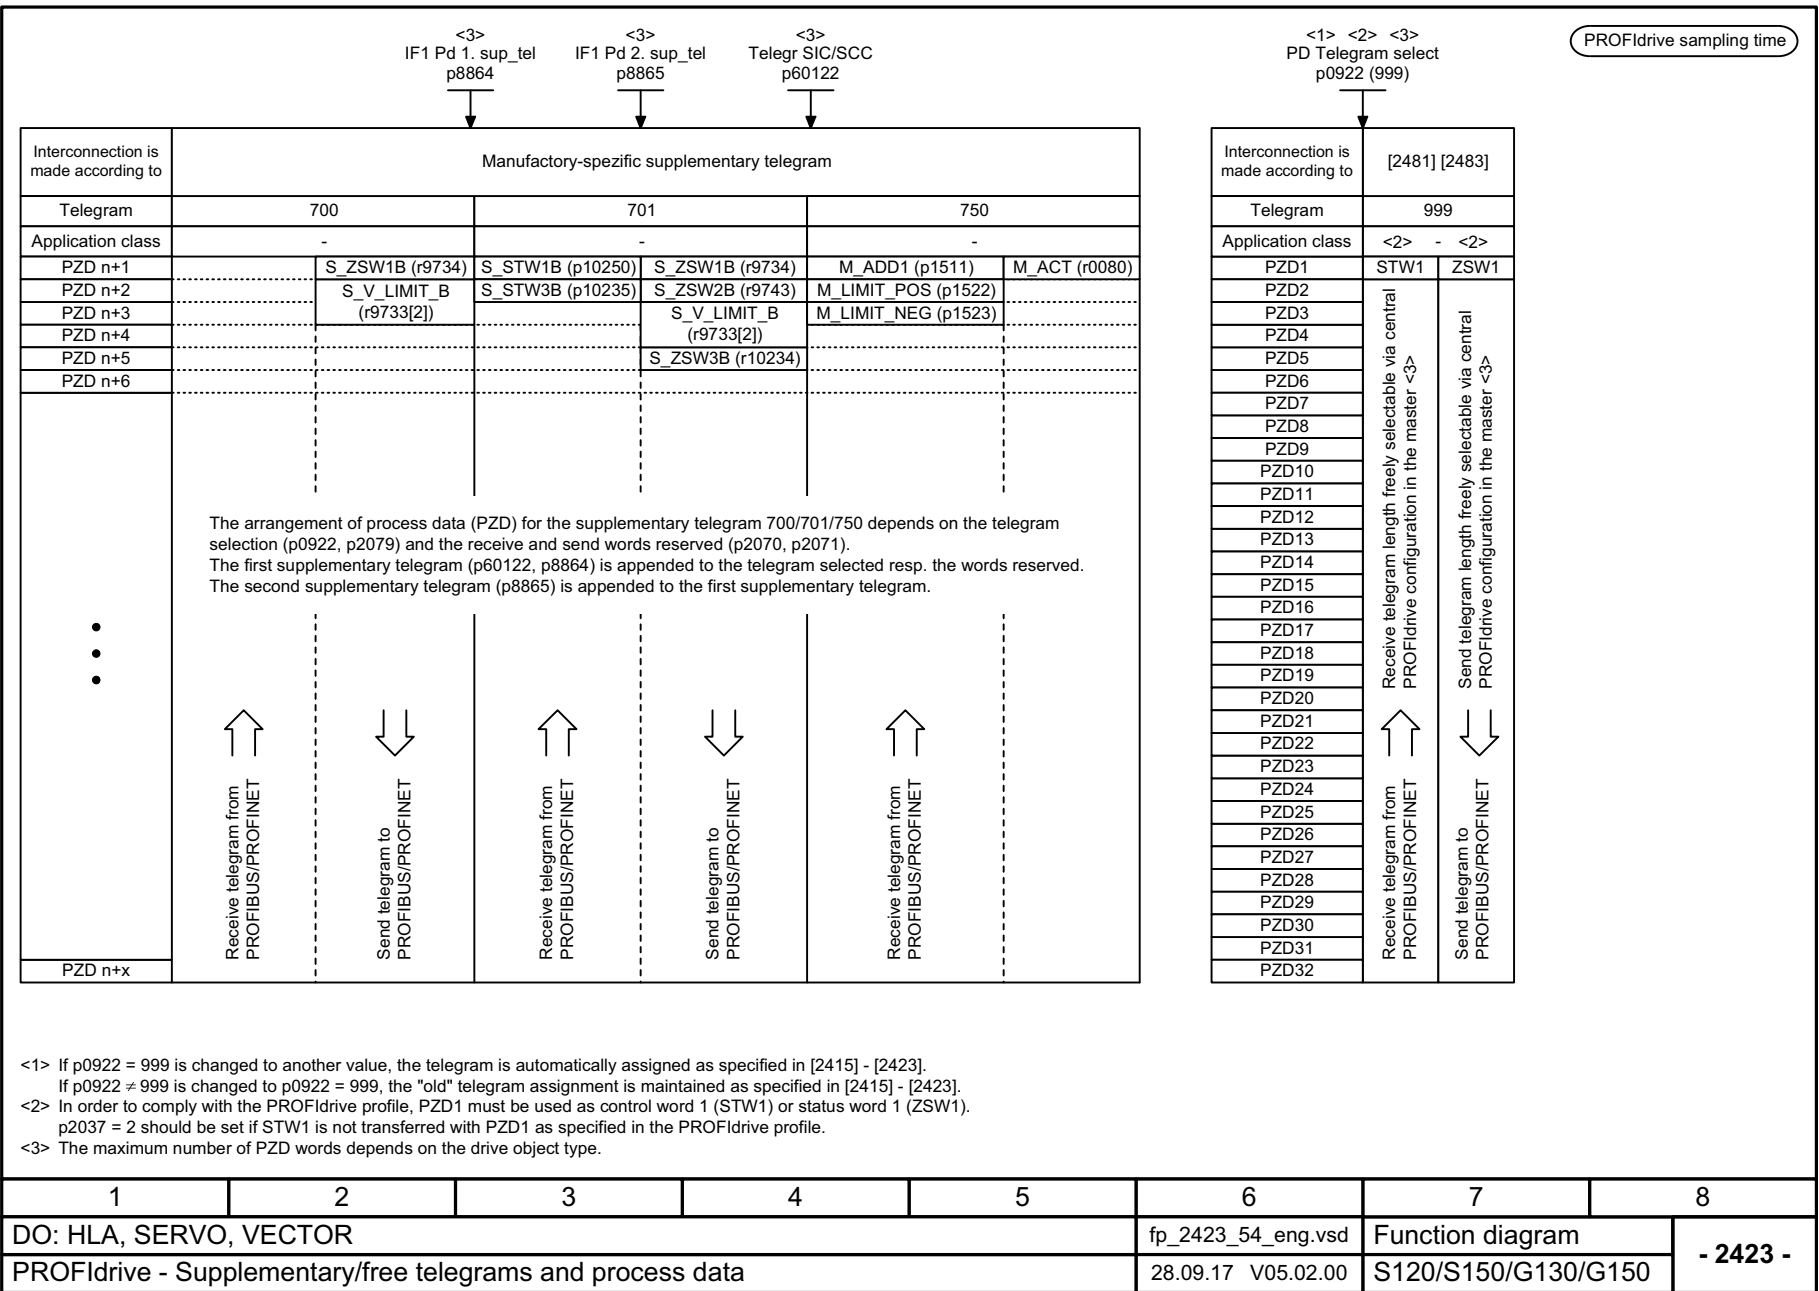 <3>
IF1 Pd 1. sup_tel
p8864
<3>
IF1 Pd 2. sup_tel
p8865
<3>
Telegr SIC/SCC
p60122
<1> <2> <3>
PD Telegram select
p0922 (999)
PROFIdrive sampling time
Interconnection is
made according to
Manufactory-spezific supplementary telegram
Telegram 700 701 750
Application class - - -
PZD n+1 S_ZSW1B (r9734) S_STW1B (p10250) S_ZSW1B (r9734) M_ADD1 (p1511) M_ACT (r0080)
PZD n+2 S_V_LIMIT_B S_STW3B (p10235) S_ZSW2B (r9743) M_LIMIT_POS (p1522)
PZD n+3 (r9733[2]) S_V_LIMIT_B M_LIMIT_NEG (p1523)
PZD n+4 (r9733[2])
PZD n+5 S_ZSW3B (r10234)
PZD n+6
The arrangement of process data (PZD) for the supplementary telegram 700/701/750 depends on the telegram
selection (p0922, p2079) and the receive and send words reserved (p2070, p2071).
The first supplementary telegram (p60122, p8864) is appended to the telegram selected resp. the words reserved.
The second supplementary telegram (p8865) is appended to the first supplementary telegram.
Receive telegram from
PROFIBUS/PROFINET
Send telegram to
PROFIBUS/PROFINET
Receive telegram from
PROFIBUS/PROFINET
Send telegram to
PROFIBUS/PROFINET
Receive telegram from
PROFIBUS/PROFINET
PZD n+x
Interconnection is
made according to
[2481] [2483]
Telegram 999
Application class <2> - <2>
PZD1 STW1 ZSW1
PZD2
PZD3
PZD4
PZD5
PZD6
PZD7
PZD8
PZD9
PZD10
PZD11
PZD12
PZD13
PZD14
PZD15
PZD16
PZD17
PZD18
PZD19
PZD20
PZD21
PZD22
PZD23
PZD24
PZD25
PZD26
PZD27
PZD28
PZD29
PZD30
PZD31
PZD32
Receive telegram length freely selectable via central
PROFIdrive configuration in the master <3>
Send telegram length freely selectable via central
PROFIdrive configuration in the master <3>
Receive telegram from
PROFIBUS/PROFINET
Send telegram to
PROFIBUS/PROFINET
<1> If p0922 = 999 is changed to another value, the telegram is automatically assigned as specified in [2415] - [2423].
If p0922 ≠ 999 is changed to p0922 = 999, the "old" telegram assignment is maintained as specified in [2415] - [2423].
<2> In order to comply with the PROFIdrive profile, PZD1 must be used as control word 1 (STW1) or status word 1 (ZSW1).
p2037 = 2 should be set if STW1 is not transferred with PZD1 as specified in the PROFIdrive profile.
<3> The maximum number of PZD words depends on the drive object type.
1 2 3 4 5 6 7 8
DO: HLA, SERVO, VECTOR fp_2423_54_eng.vsd Function diagram
- 2423 -
PROFIdrive - Supplementary/free telegrams and process data 28.09.17 V05.02.00 S120/S150/G130/G150